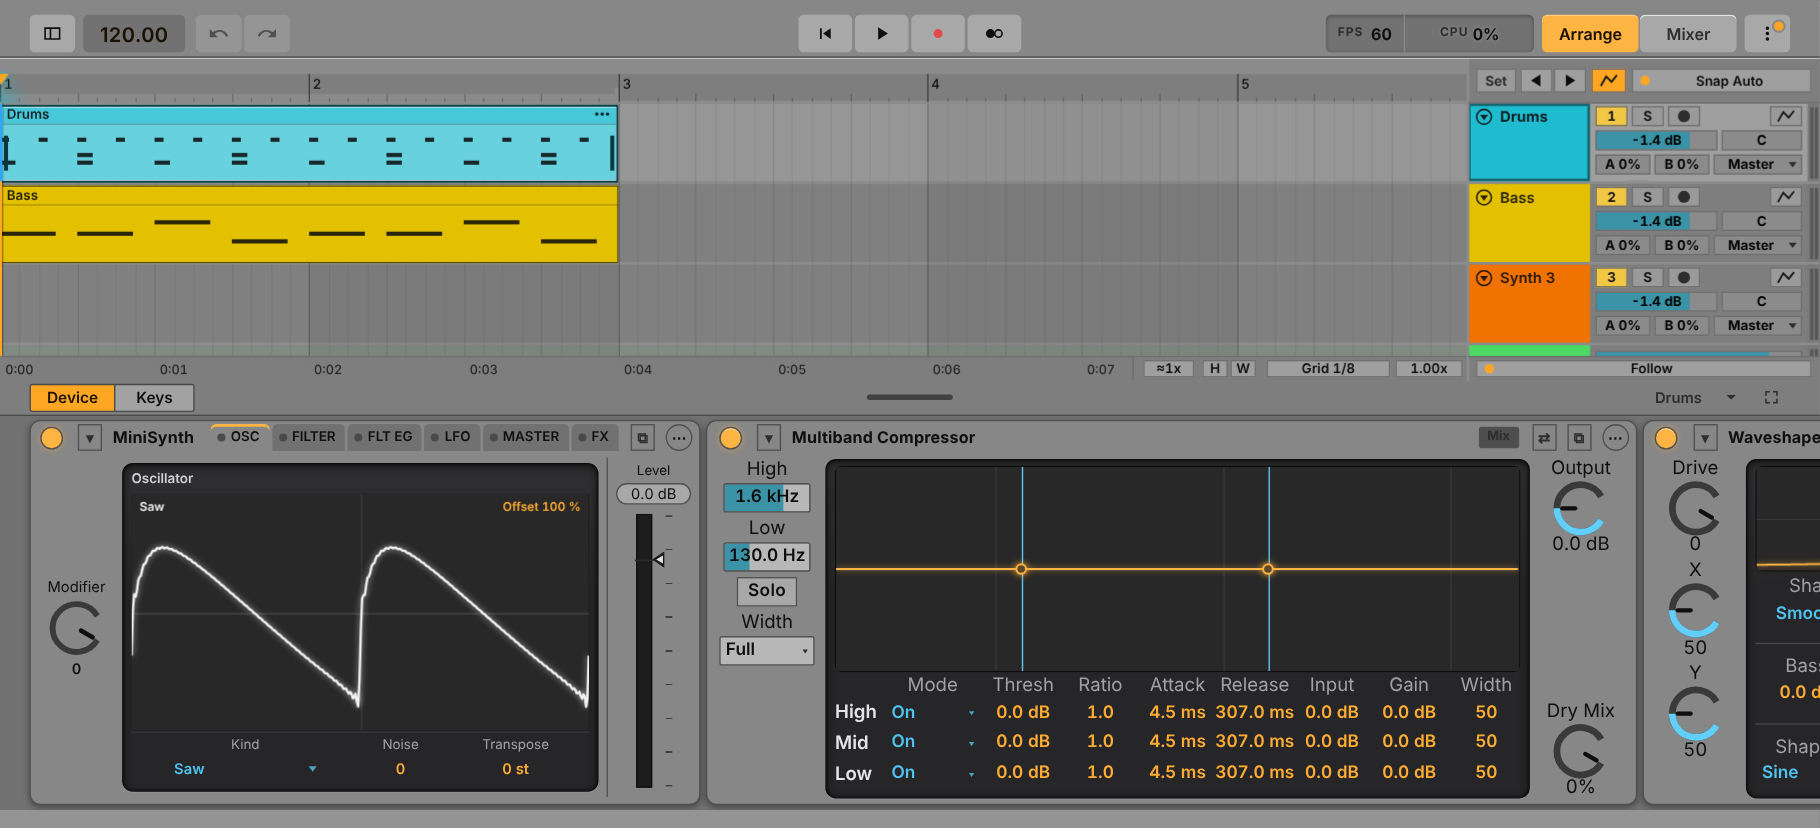 120.00
FPS 60 CPU 0%
Arrange Mixer
1 2 3 4 5
Set Snap Auto
Drums
Drums 1 S
-1.4 dB C
A 0% B 0% Master
Bass
Bass 2 S
-1.4 dB C
A 0% B 0% Master
Synth 3 3 S
-1.4 dB C
A 0% B 0% Master
0:00 0:01 0:02 0:03 0:04 0:05 0:06 0:07 ≈1x H W Grid 1/8 1.00x Follow
Device Keys Drums
MiniSynth OSC FILTER FLT EG LFO MASTER FX
Oscillator
Saw Offset 100 %
Modifier
0
Kind Noise Transpose
Saw 0 0 st
Level
0.0 dB
Multiband Compressor Mix
High
1.6 kHz
Low
130.0 Hz
Solo
Width
Full
Mode Thresh Ratio Attack Release Input Gain Width
High On 0.0 dB 1.0 4.5 ms 307.0 ms 0.0 dB 0.0 dB 50
Mid On 0.0 dB 1.0 4.5 ms 307.0 ms 0.0 dB 0.0 dB 50
Low On 0.0 dB 1.0 4.5 ms 307.0 ms 0.0 dB 0.0 dB 50
Output
0.0 dB
Dry Mix
0%
Waveshape
Drive
0
X
50
Y
50
Sha
Smoo
Bass
0.0 d
Shap
Sine